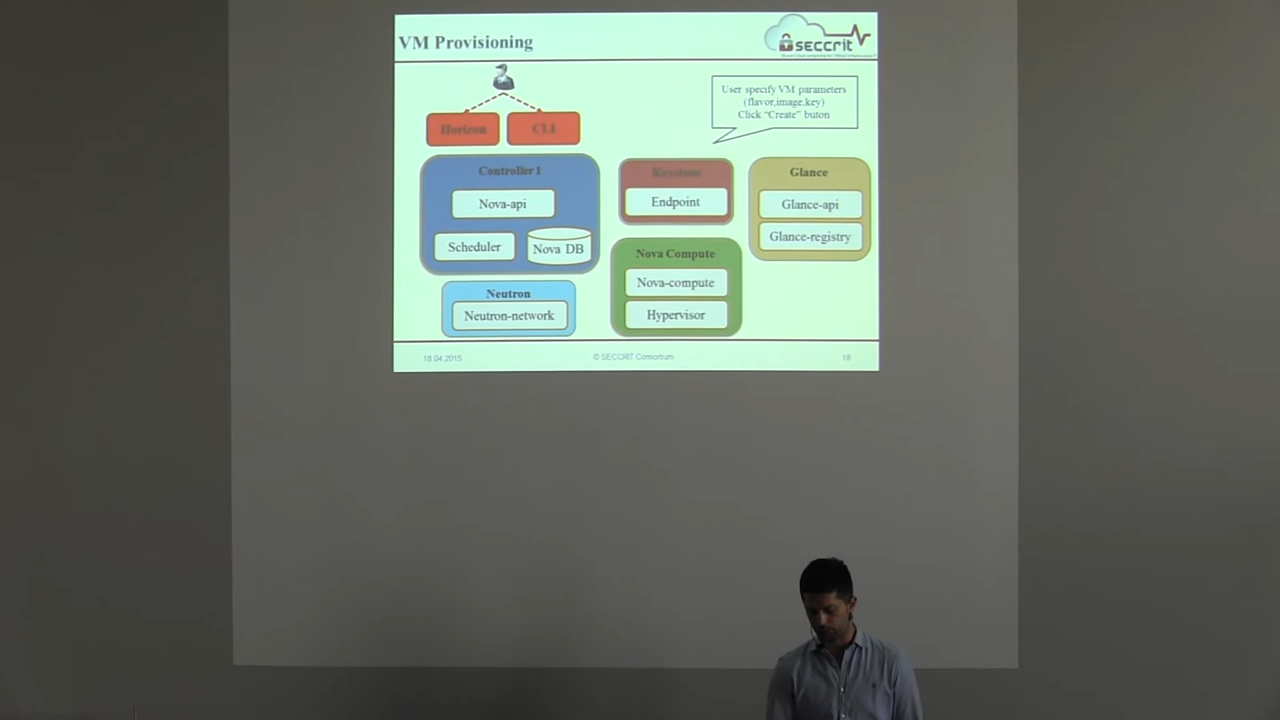 VM Provisioning
seccrit
User specify VM parameters
(flavor,image,key)
Click “Create” buton
Horizon
CLI
Controller 1
Nova-api
Scheduler
Nova DB
Keystone
Endpoint
Glance
Glance-api
Glance-registry
Nova Compute
Nova-compute
Hypervisor
Neutron
Neutron-network
18.04.2015
© SECCRIT Consortium
18